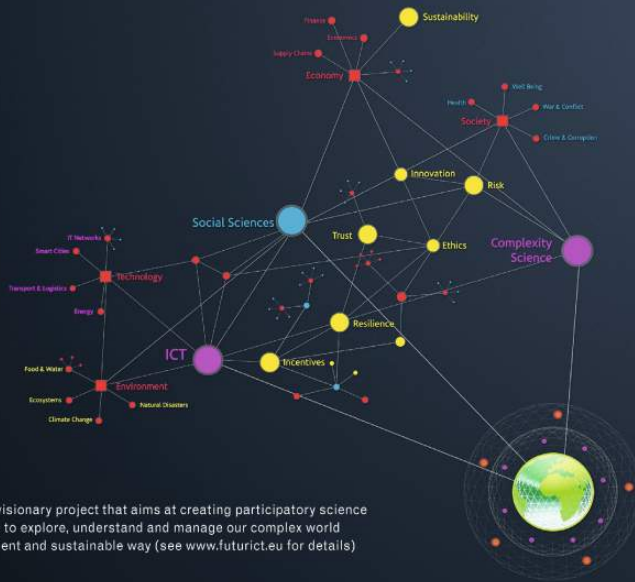 Finance
Sustainability
Economics
Supply Chains
Economy
Well Being
Health
War & Conflict
Society
Crime & Corruption
Innovation
Risk
Social Sciences
Trust
Ethics
Complexity
Science
IT Networks
Smart Cities
Technology
Transport & Logistics
Energy
Resilience
ICT
Incentives
Food & Water
Environment
Ecosystems
Natural Disasters
Climate Change
visionary project that aims at creating participatory science
to explore, understand and manage our complex world
ent and sustainable way (see www.futurict.eu for details)